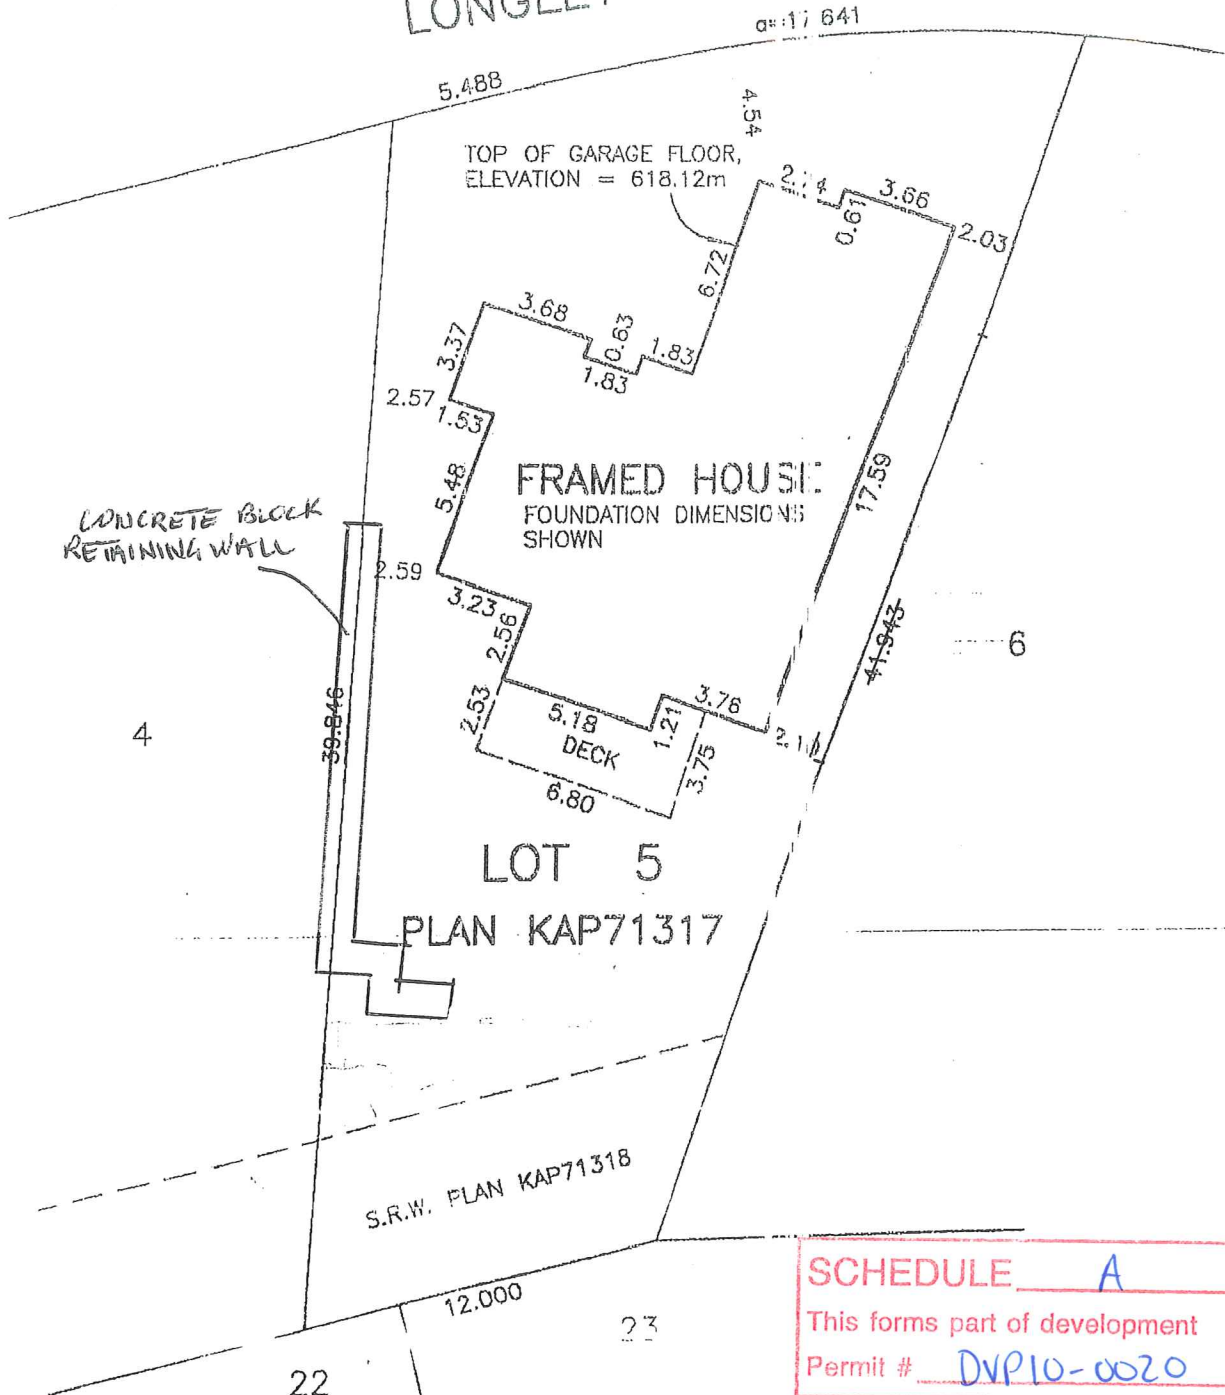 a=17.641
5.488
4.54
TOP OF GARAGE FLOOR,
ELEVATION = 618.12m
3.66
0.61
2.03
6.72
3.68
0.63
1.83
1.83
3.37
2.57
1.53
5.48
FRAMED HOUSE
FOUNDATION DIMENSIONS
SHOWN
17.59
CONCRETE BLOCK
RETAINING WALL
2.59
3.23
2.56
41.943
6
39.846
4
2.53
5.18
DECK
1.21
3.78
3.75
6.80
LOT 5
PLAN KAP71317
S.R.W. PLAN KAP71318
12.000
23
22
SCHEDULE A
This forms part of development
Permit # DVP10-0020